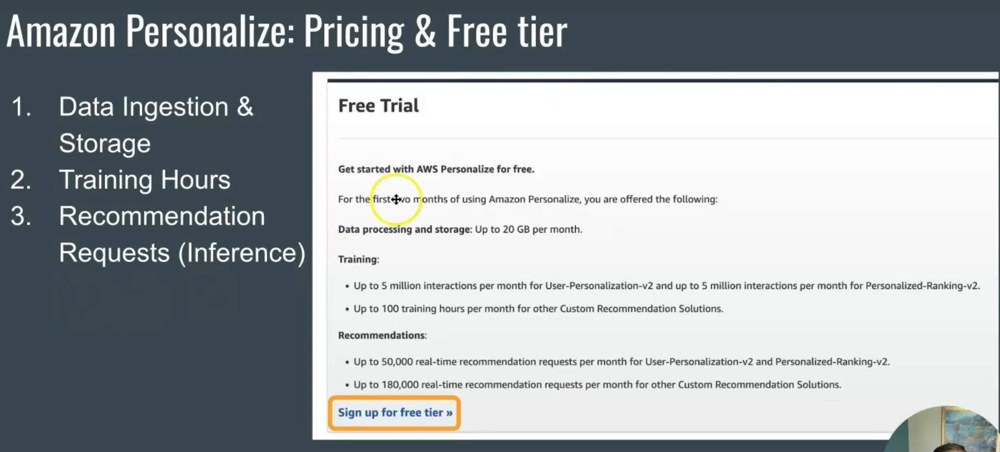 Amazon Personalize: Pricing & Free tier
1. Data Ingestion &
Storage
2. Training Hours
3. Recommendation
Requests (Inference)
Free Trial
Get started with AWS Personalize for free.
For the first two months of using Amazon Personalize, you are offered the following:
Data processing and storage: Up to 20 GB per month.
Training:
• Up to 5 million interactions per month for User-Personalization-v2 and up to 5 million interactions per month for Personalized-Ranking-v2.
• Up to 100 training hours per month for other Custom Recommendation Solutions.
Recommendations:
• Up to 50,000 real-time recommendation requests per month for User-Personalization-v2 and Personalized-Ranking-v2.
• Up to 180,000 real-time recommendation requests per month for other Custom Recommendation Solutions.
Sign up for free tier »